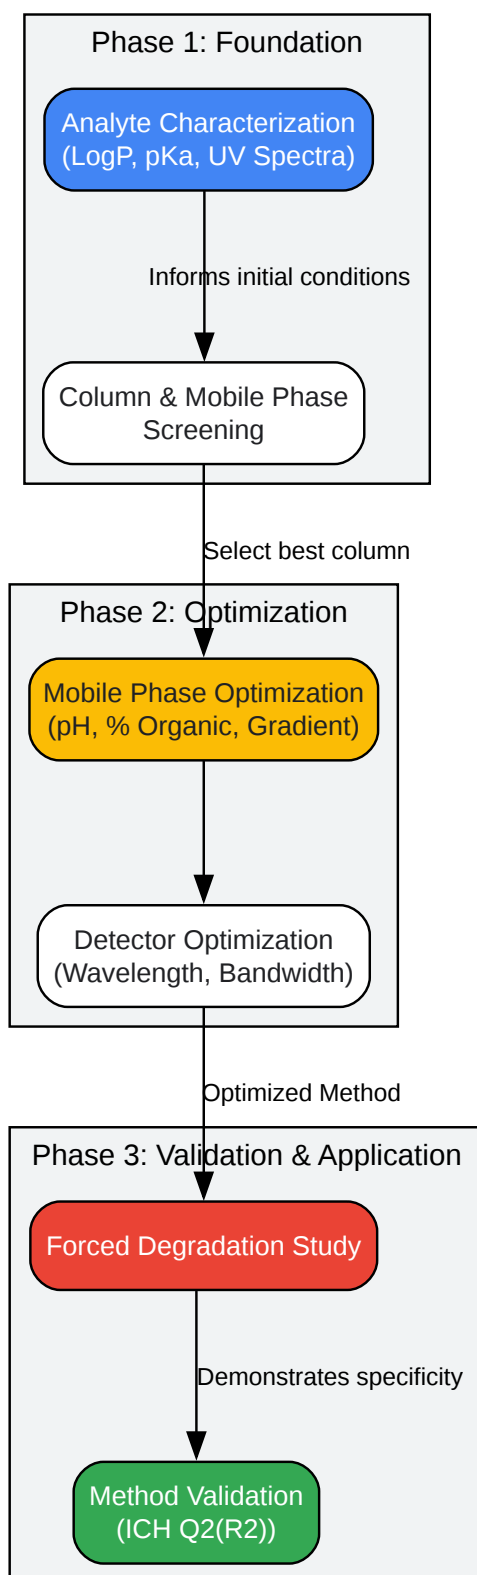 Phase 1: Foundation
Analyte Characterization
(LogP, pKa, UV Spectra)
Informs initial conditions
Column & Mobile Phase
Screening
Select best column
Phase 2: Optimization
Mobile Phase Optimization
(pH, % Organic, Gradient)
Detector Optimization
(Wavelength, Bandwidth)
Optimized Method
Phase 3: Validation & Application
Forced Degradation Study
Demonstrates specificity
Method Validation
(ICH Q2(R2))